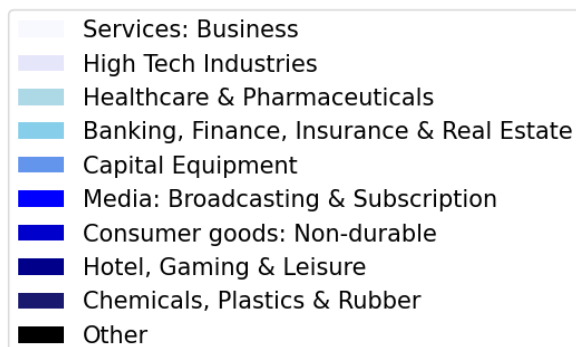 Services: Business
High Tech Industries
Healthcare & Pharmaceuticals
Banking, Finance, Insurance & Real Estate
Capital Equipment
Media: Broadcasting & Subscription
Consumer goods: Non-durable
Hotel, Gaming & Leisure
Chemicals, Plastics & Rubber
Other